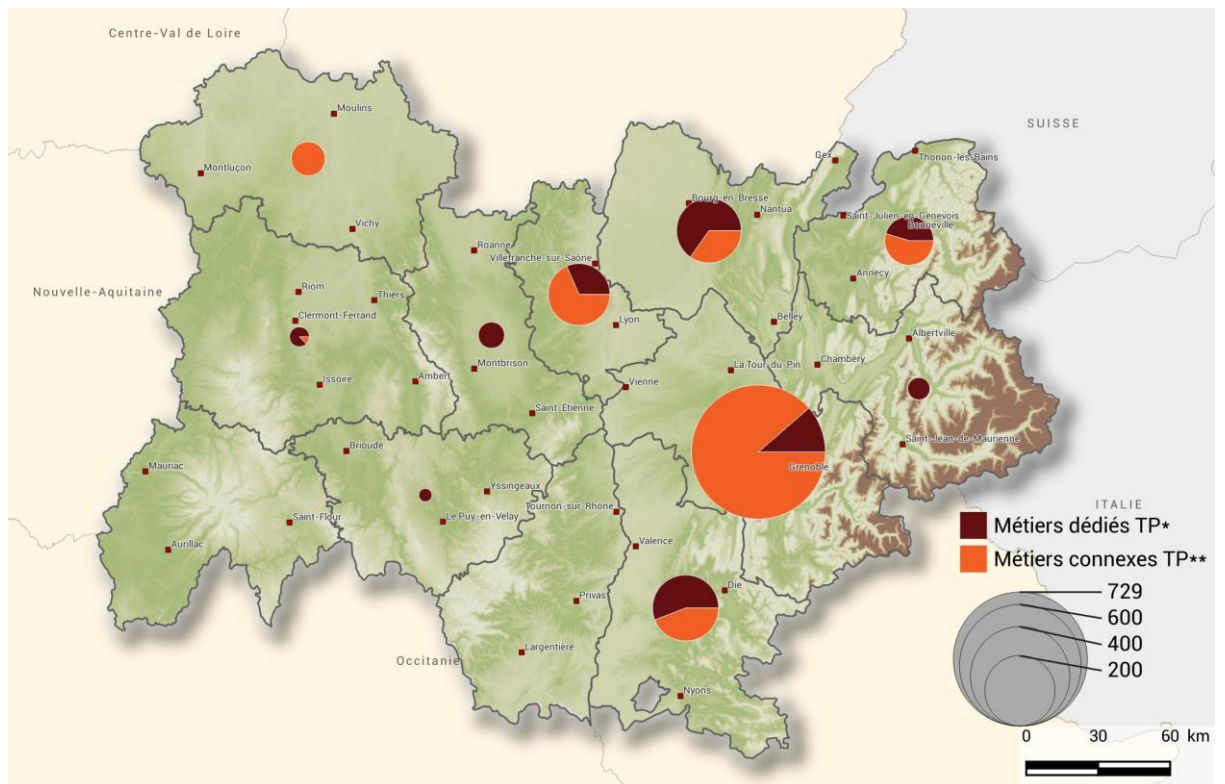 Centre-Val de Loire
Moulins
SUISSE
Montluçon
Gex
Thonon-les-Bains
Bourg-en-Bresse
Nantua
Saint-Julien-en-Genevois
Bonneville
Vichy
Roanne
Villefranche-sur-Saône
Annecy
Nouvelle-Aquitaine
Riom
Thiers
Clermont-Ferrand
Lyon
Belley
Albertville
Issoire
Ambert
Montbrison
La Tour-du-Pin
Chambéry
Vienne
Saint-Étienne
Saint-Jean-de-Maurienne
Brioude
Grenoble
Mauriac
Yssingeaux
Tournon-sur-Rhône
ITALIE
Saint-Flour
Le Puy-en-Velay
Aurillac
Valence
Die
Privas
Largentière
Occitanie
Nyons
Métiers dédiés TP*
Métiers connexes TP**
729
600
400
200
0 30 60 km